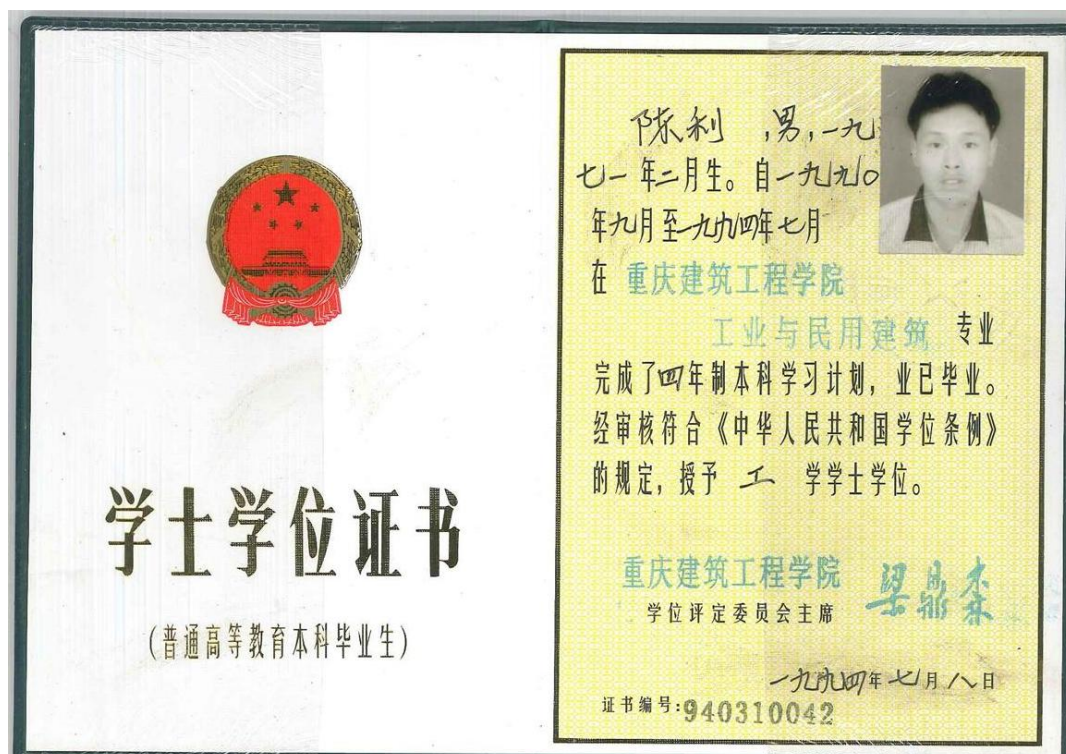 学士学位证书
(普通高等教育本科毕业生)
陈利 ,男,一九
七一年二月生。自一九九〇
年九月至一九九四年七月
在 重庆建筑工程学院
工业与民用建筑 专业
完成了四年制本科学习计划,业已毕业。
经审核符合《中华人民共和国学位条例》
的规定,授予 工 学学士学位。
重庆建筑工程学院 梁鼎森
学位评定委员会主席
一九九四年七月八日
证书编号:940310042